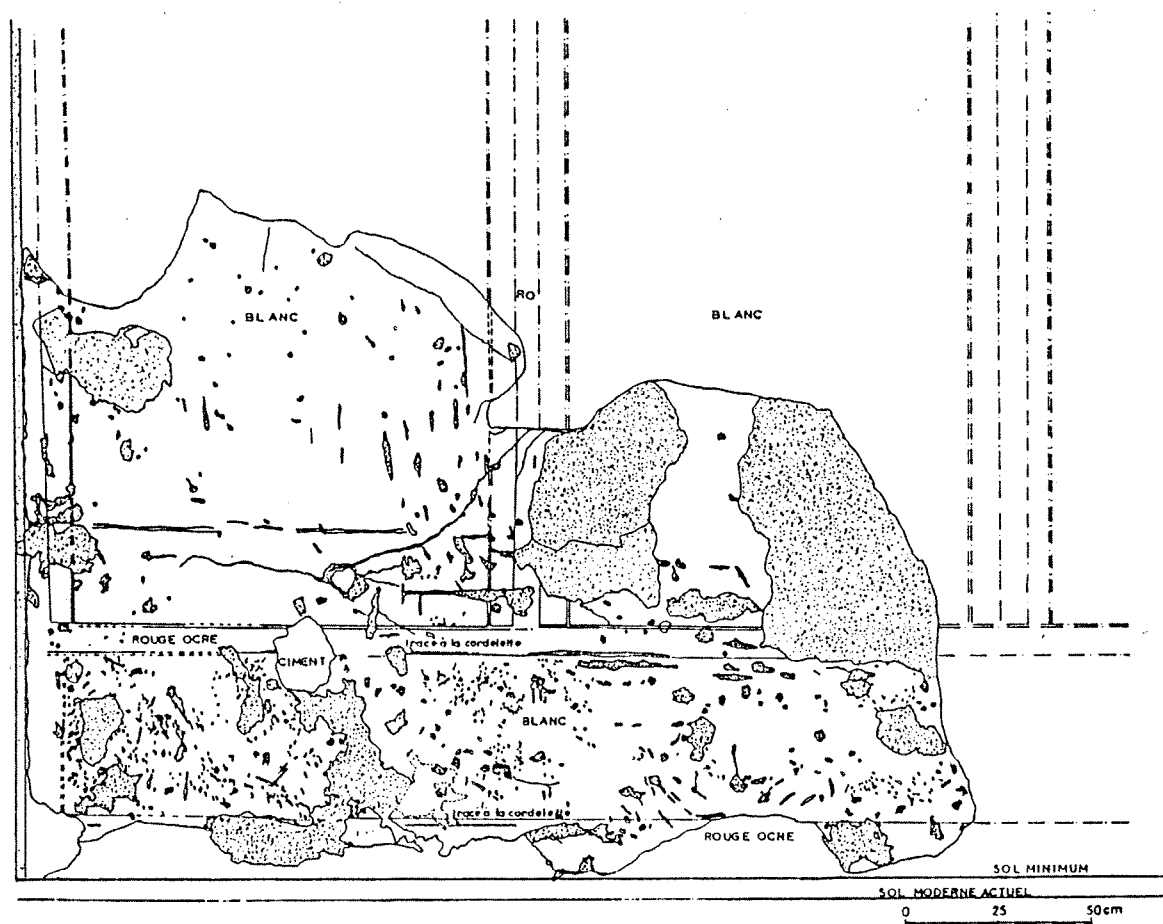 RO
BLANC
BLANC
ROUGE OCRE
tracé à la cordelette
CIMENT
BLANC
tracé à la cordelette
ROUGE OCRE
SOL MINIMUM
SOL MODERNE ACTUEL
0 25 50cm